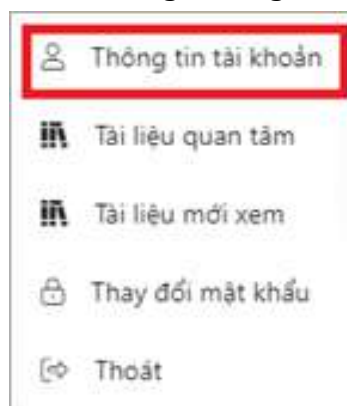 Thông tin tài khoản
Tài liệu quan tâm
Tài liệu mới xem
Thay đổi mật khẩu
Thoát